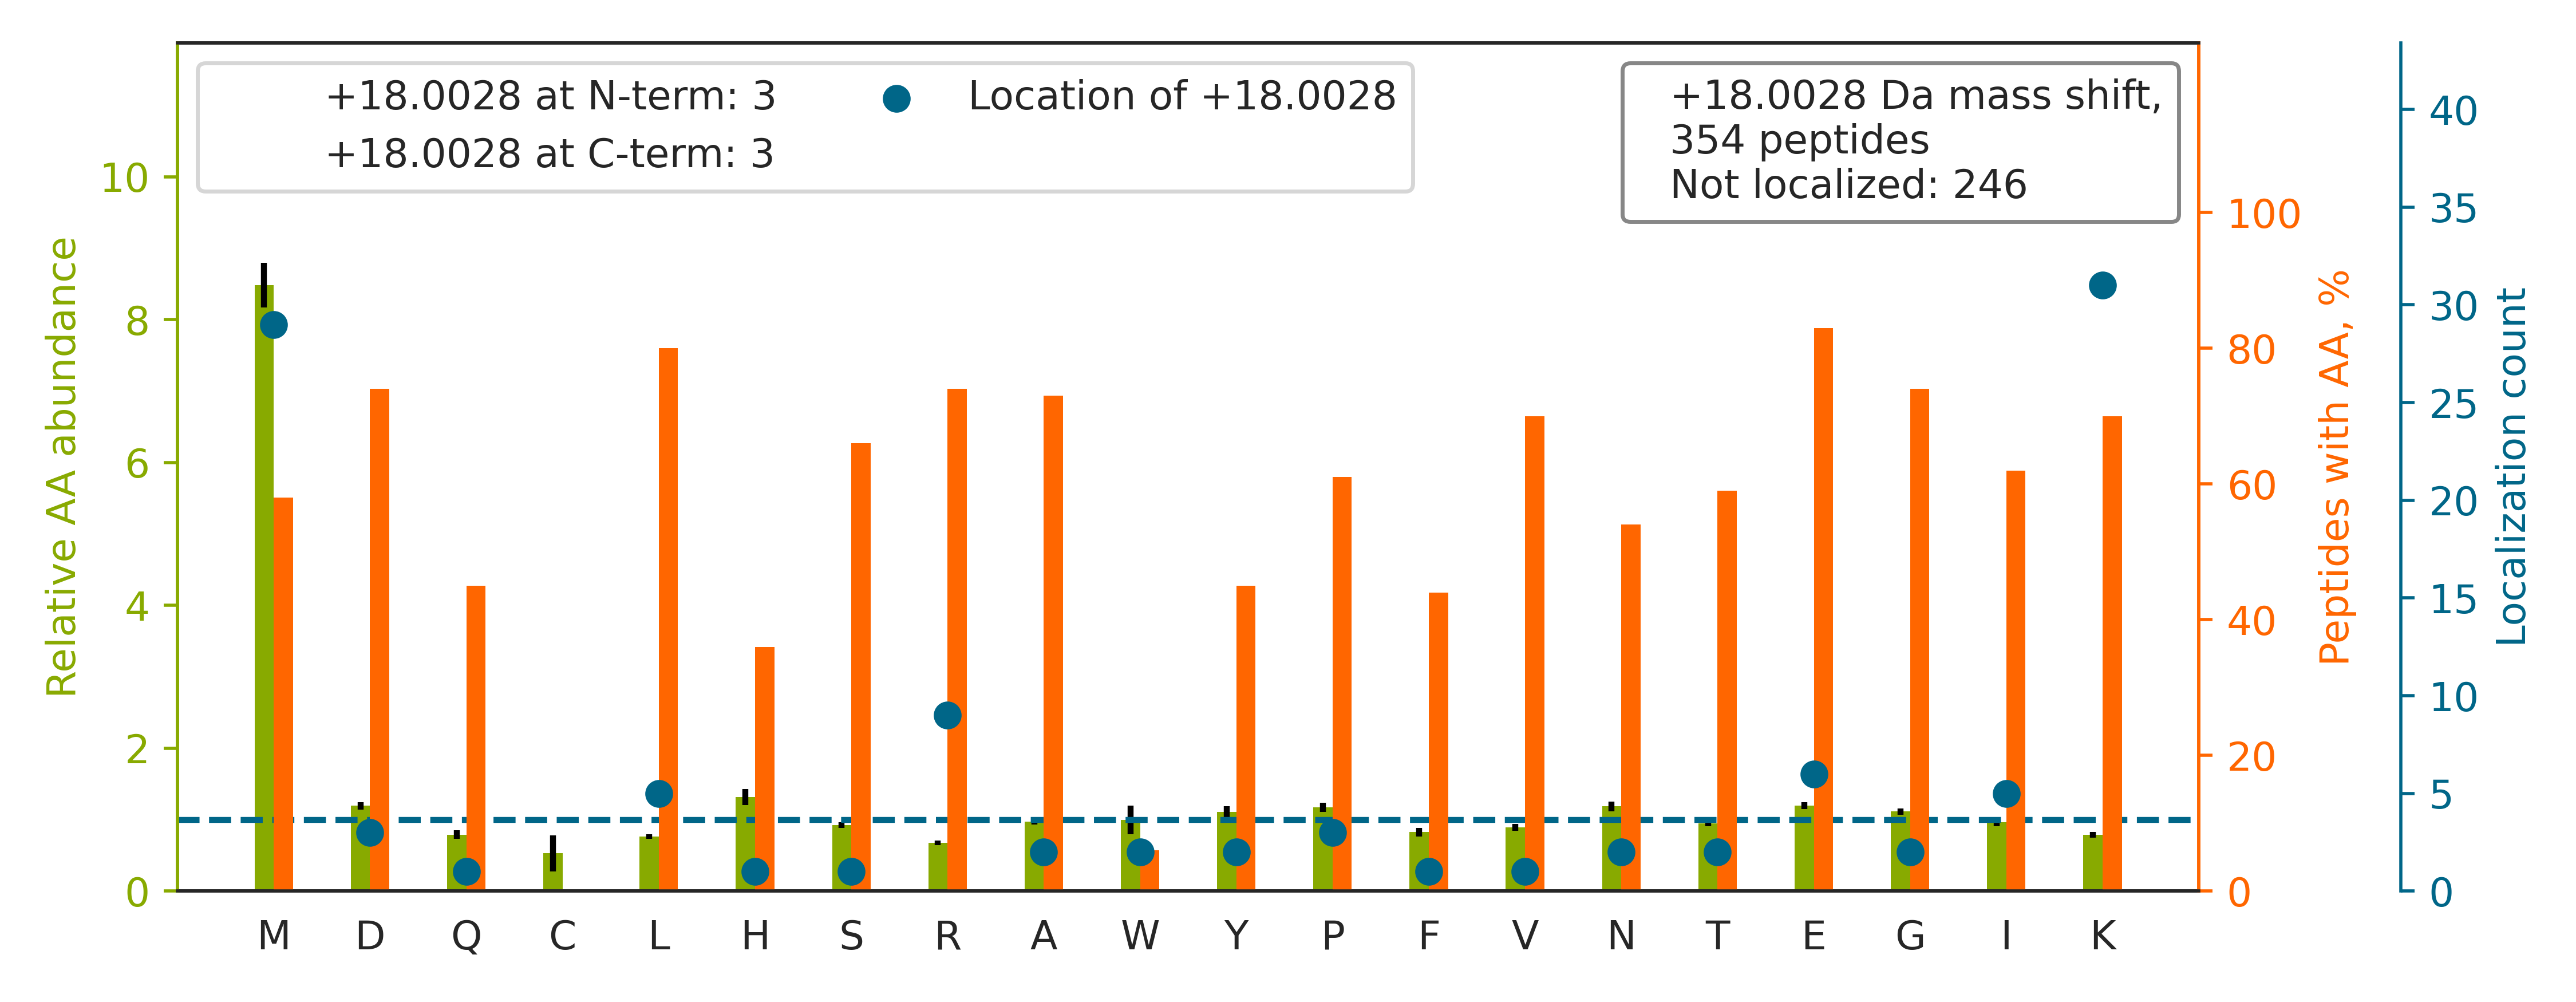 +18.0028 at N-term: 3
+18.0028 at C-term: 3
Location of +18.0028
+18.0028 Da mass shift,
354 peptides
Not localized: 246
Relative AA abundance
10
8
6
4
2
0
M D Q C L H S R A W Y P F V N T E G I K
100
80
60
40
20
0
Peptides with AA, %
40
35
30
25
20
15
10
5
0
Localization count